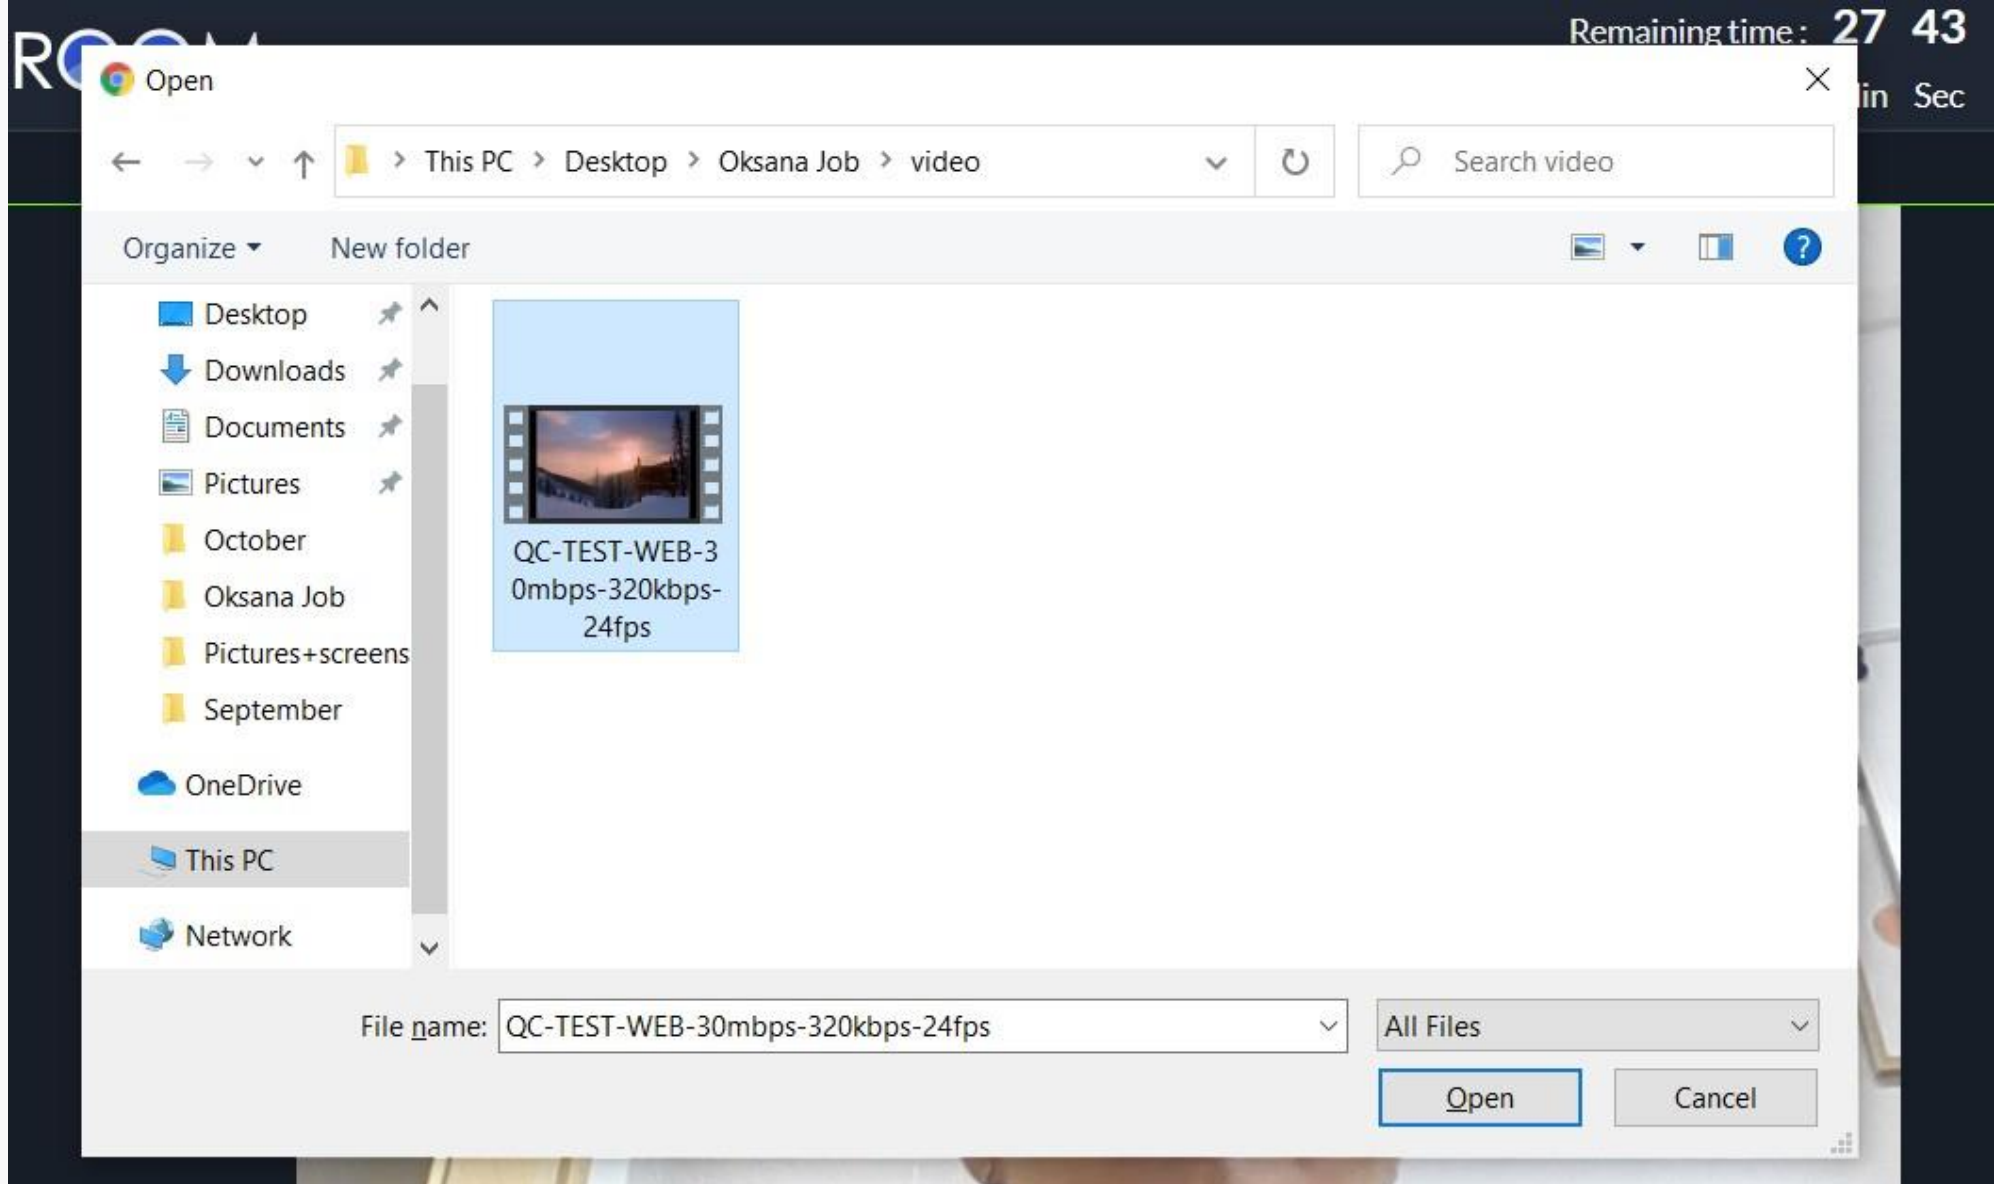 Remaining time : 27 43
Sec
Open
This PC > Desktop > Oksana Job > video
Search video
Organize
New folder
?
Desktop
Downloads
Documents
Pictures
October
Oksana Job
Pictures+screens
September
OneDrive
This PC
Network
QC-TEST-WEB-3
0mbps-320kbps-
24fps
File name: QC-TEST-WEB-30mbps-320kbps-24fps
All Files
Open
Cancel